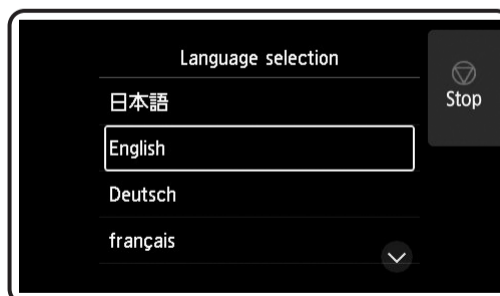 Language selection
Stop
日本語
English
Deutsch
français